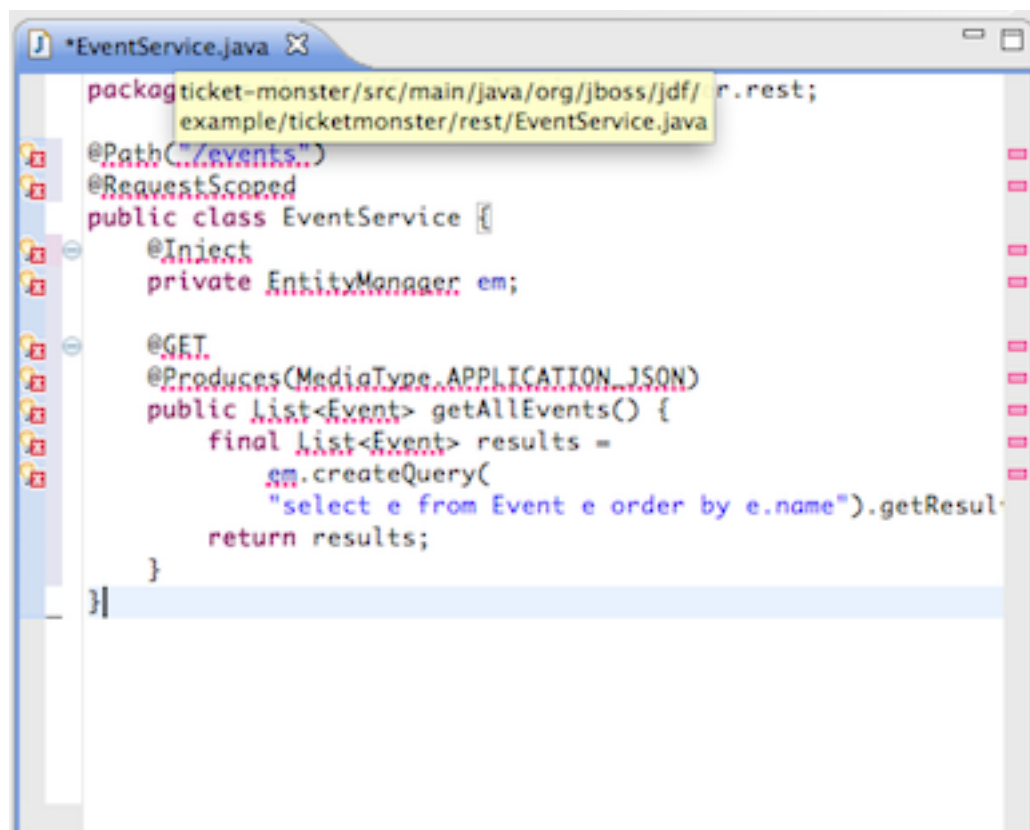 *EventService.java
packag
ticket-monster/src/main/java/org/jboss/jdf/
r.rest;
example/ticketmonster/rest/EventService.java
@Path("/events")
@RequestScoped
public class EventService {
@Inject
private EntityManager em;
@GET
@Produces(MediaType.APPLICATION_JSON)
public List<Event> getAllEvents() {
final List<Event> results =
em.createQuery(
"select e from Event e order by e.name").getResul
return results;
}
}